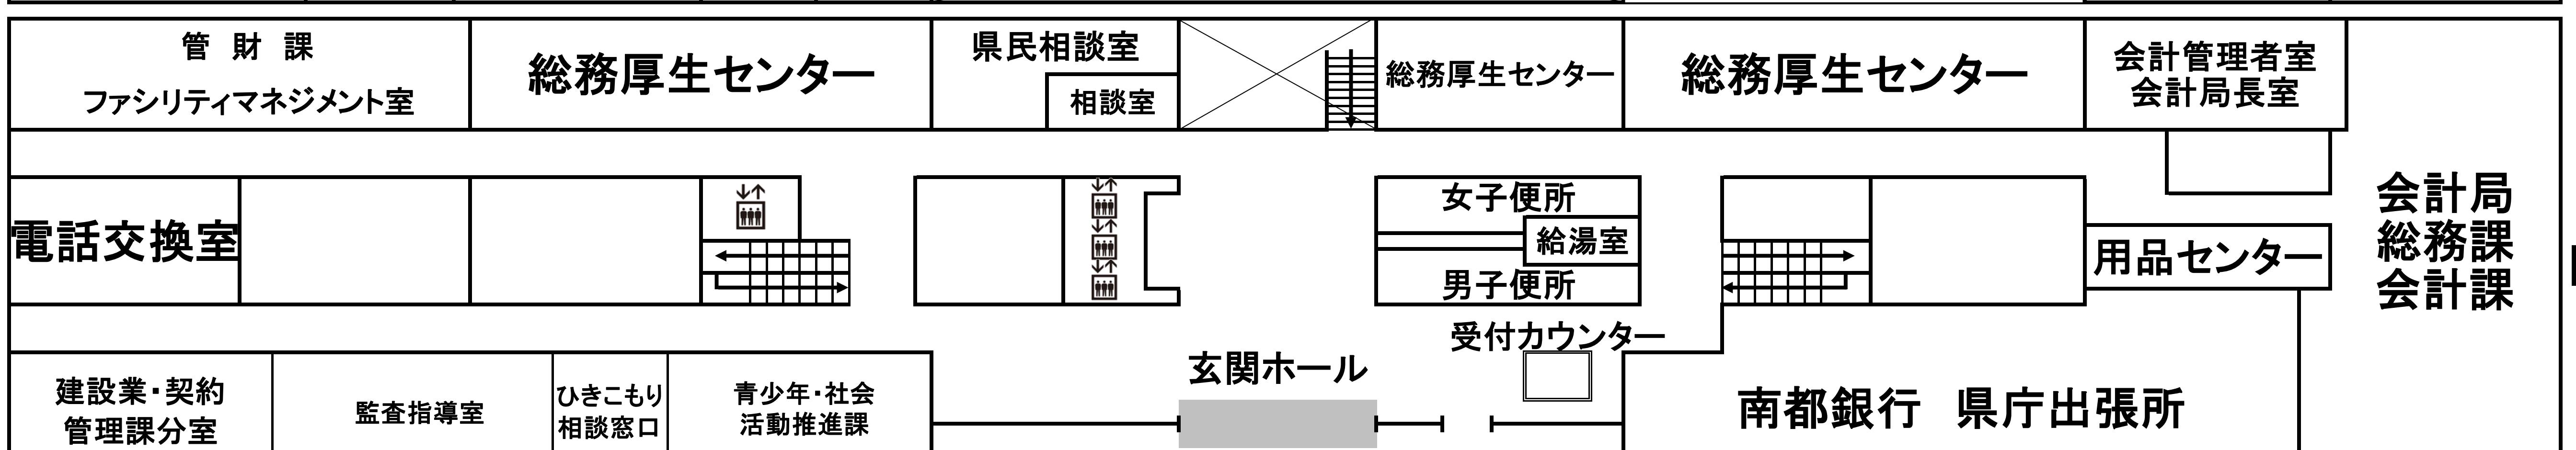 管　財　課
ファシリティマネジメント室
総務厚生センター
県民相談室
相談室
総務厚生センター
総務厚生センター
会計管理者室
会計局長室
電話交換室
女子便所
給湯室
男子便所
用品センター
会計局
総務課
会計課
受付カウンター
玄関ホール
建設業・契約
管理課分室
監査指導室
ひきこもり
相談窓口
青少年・社会
活動推進課
南都銀行　県庁出張所